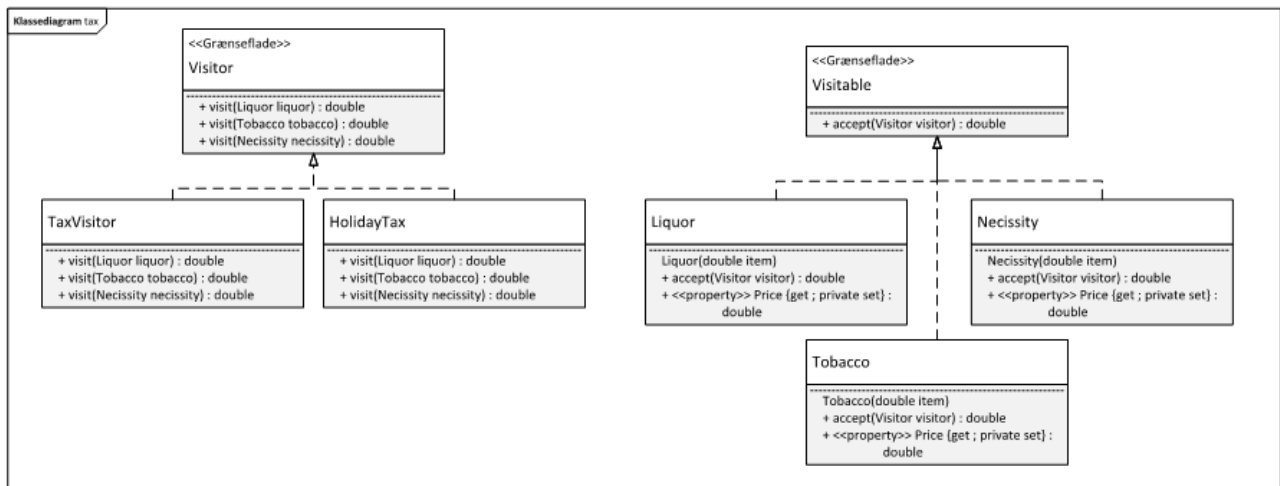 Klassediagram tax
<<Grænseflade>>
Visitor
+ visit(Liquor liquor) : double
+ visit(Tobacco tobacco) : double
+ visit(Necissity necissity) : double
<<Grænseflade>>
Visitable
+ accept(Visitor visitor) : double
TaxVisitor
+ visit(Liquor liquor) : double
+ visit(Tobacco tobacco) : double
+ visit(Necissity necissity) : double
HolidayTax
+ visit(Liquor liquor) : double
+ visit(Tobacco tobacco) : double
+ visit(Necissity necissity) : double
Liquor
Liquor(double item)
+ accept(Visitor visitor) : double
+ <<property>> Price {get ; private set} :
double
Necissity
Necissity(double item)
+ accept(Visitor visitor) : double
+ <<property>> Price {get ; private set} :
double
Tobacco
Tobacco(double item)
+ accept(Visitor visitor) : double
+ <<property>> Price {get ; private set} :
double